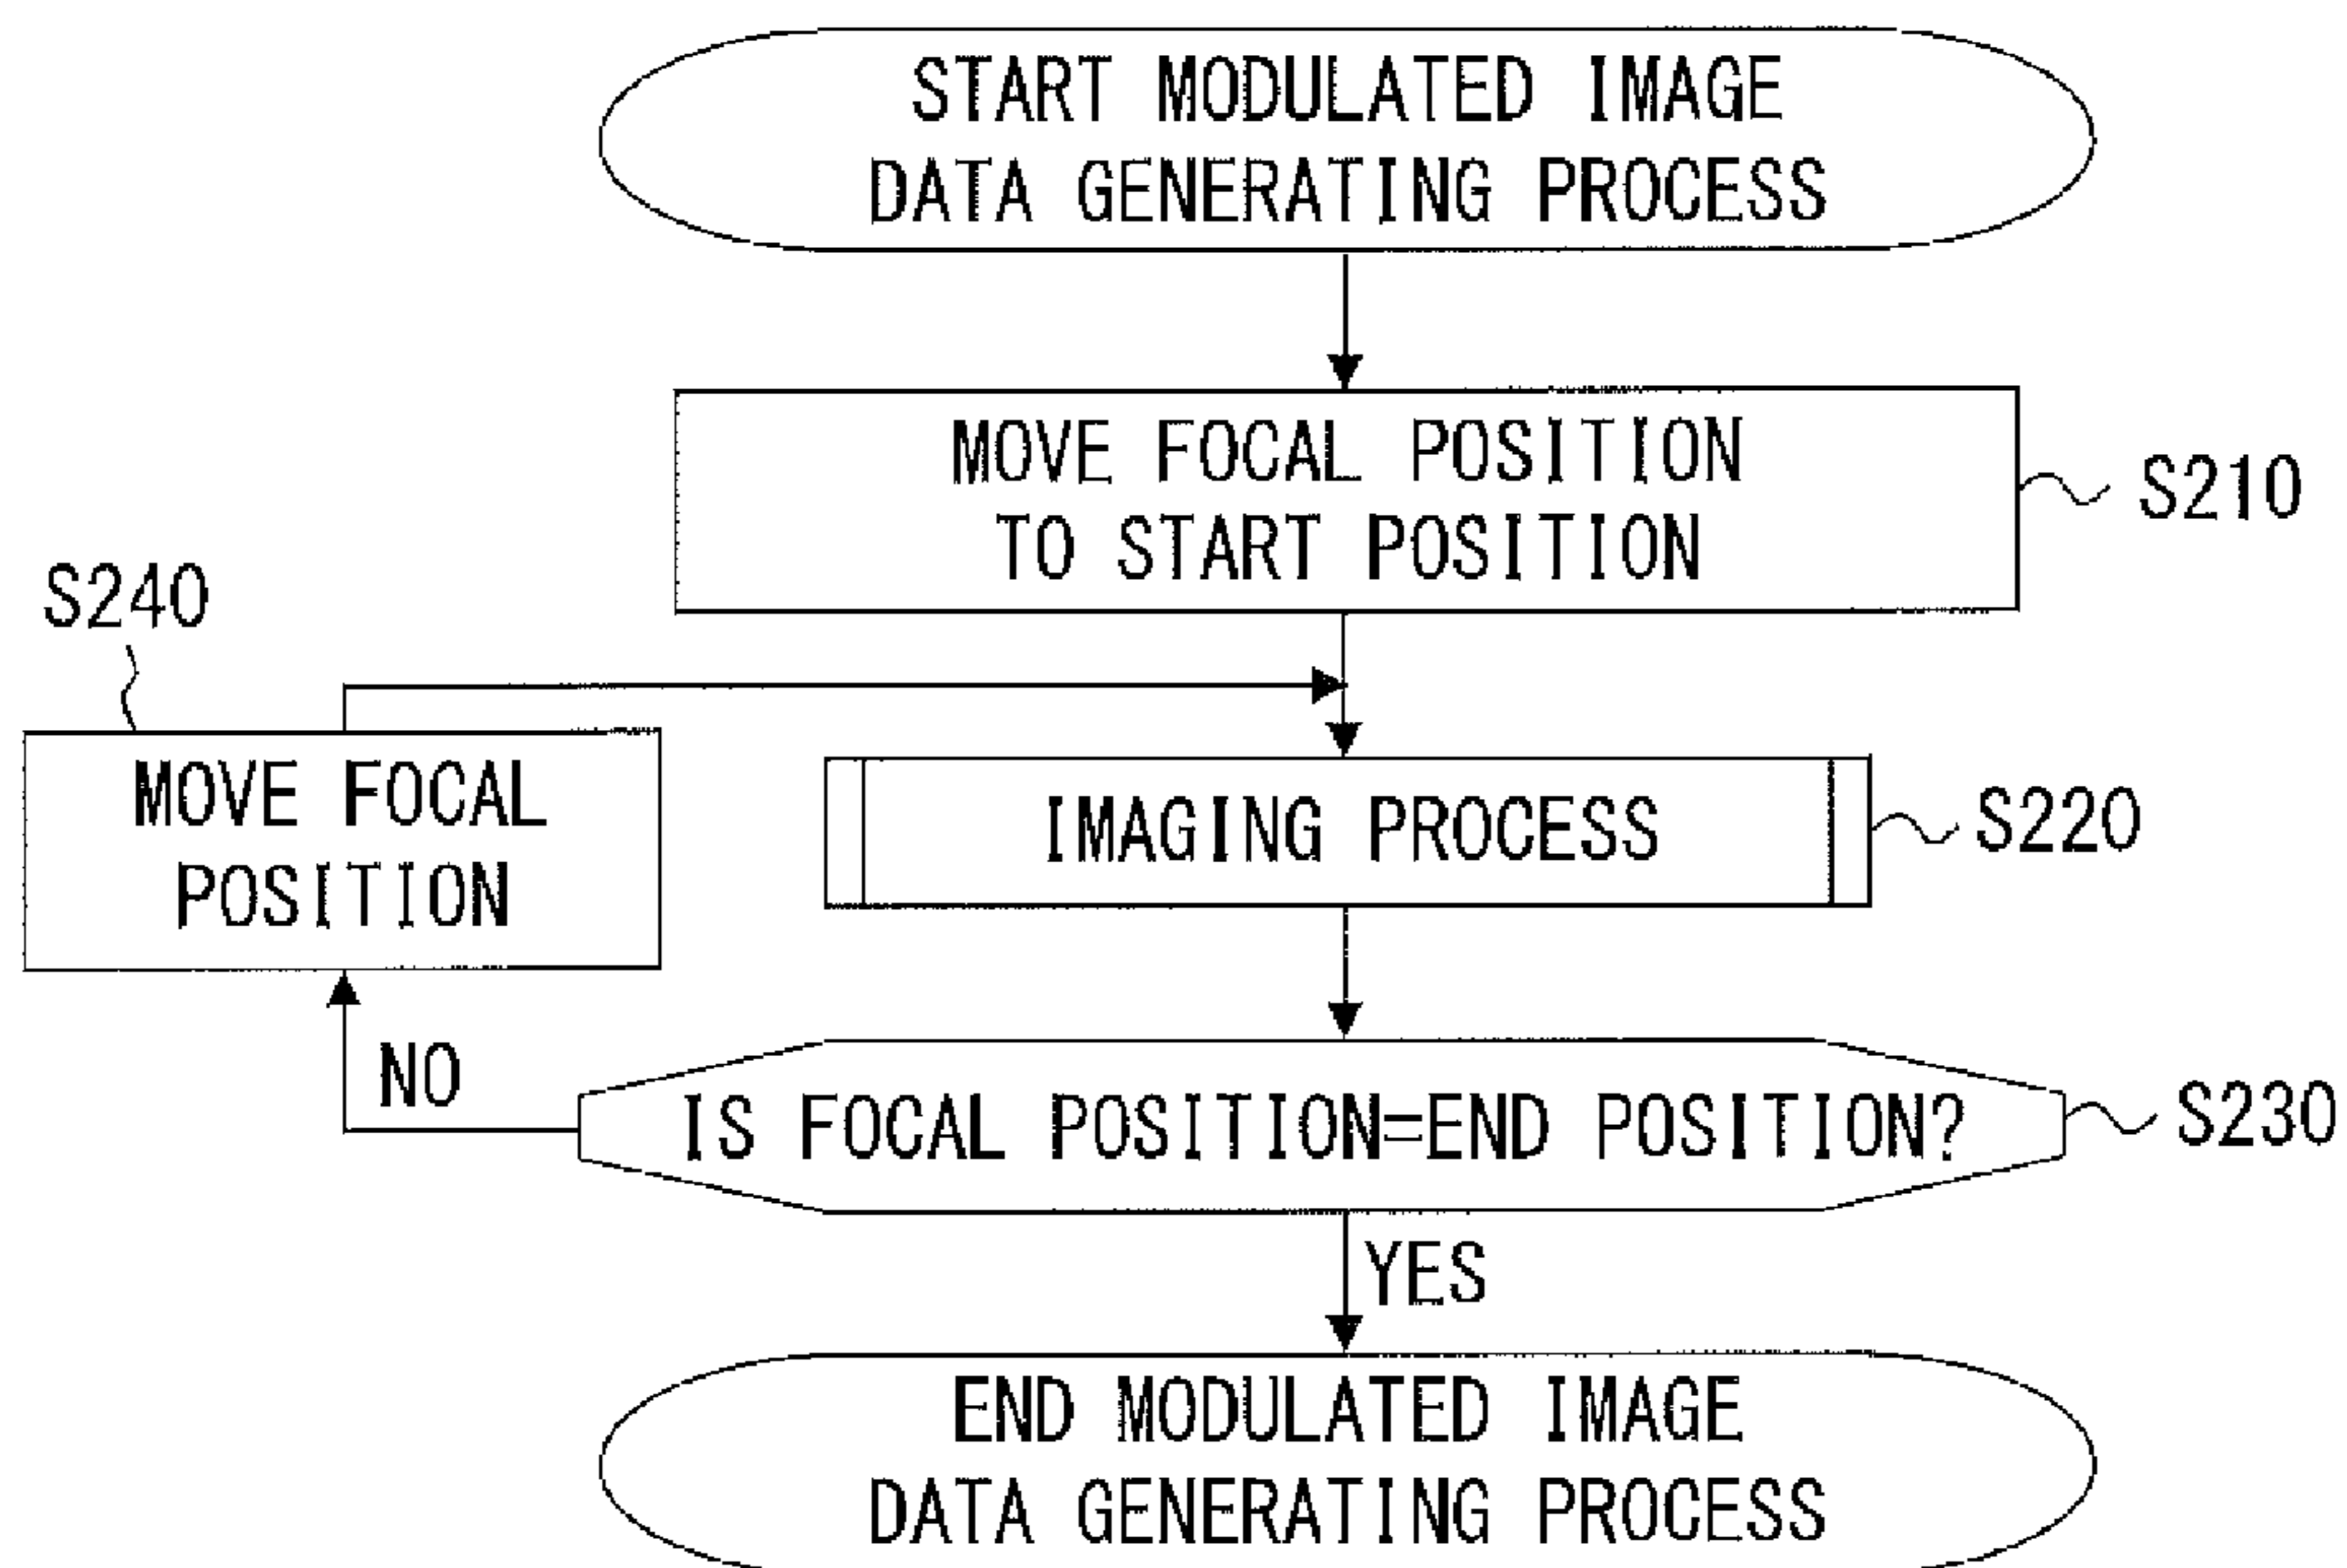 START MODULATED IMAGE
DATA GENERATING PROCESS
MOVE FOCAL POSITION
TO START POSITION
S210
S240
MOVE FOCAL
POSITION
IMAGING PROCESS
S220
NO
IS FOCAL POSITION=END POSITION?
S230
YES
END MODULATED IMAGE
DATA GENERATING PROCESS